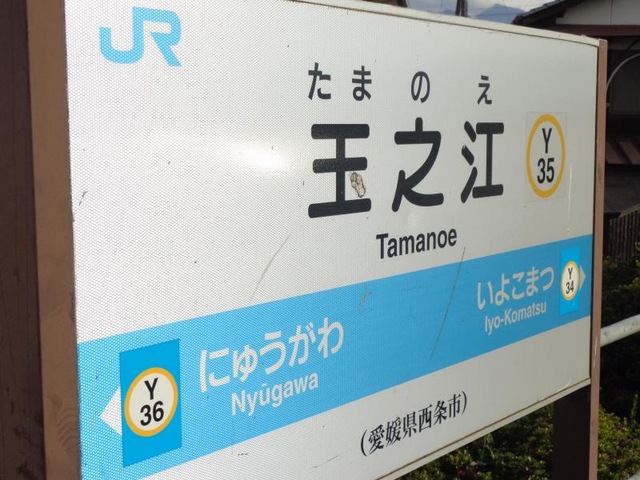 JR
たまのえ
玉之江
Y
35
Tamanoe
いよこまつ
Iyo-Komatsu
Y
34
にゅうがわ
Nyūgawa
Y
36
(愛媛県西条市)